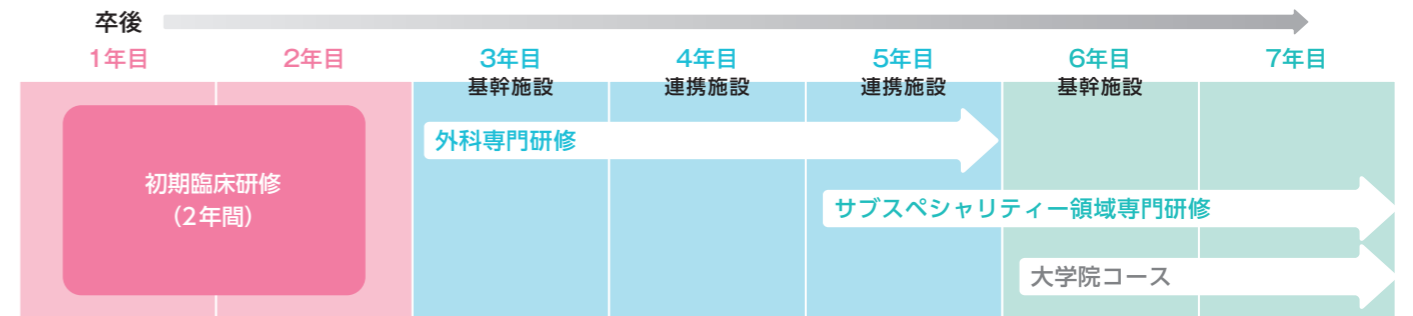 卒後
1年目 2年目 3年目 4年目 5年目 6年目 7年目
基幹施設 連携施設 連携施設 基幹施設
外科専門研修
初期臨床研修
（2年間）
サブスペシャリティー領域専門研修
大学院コース